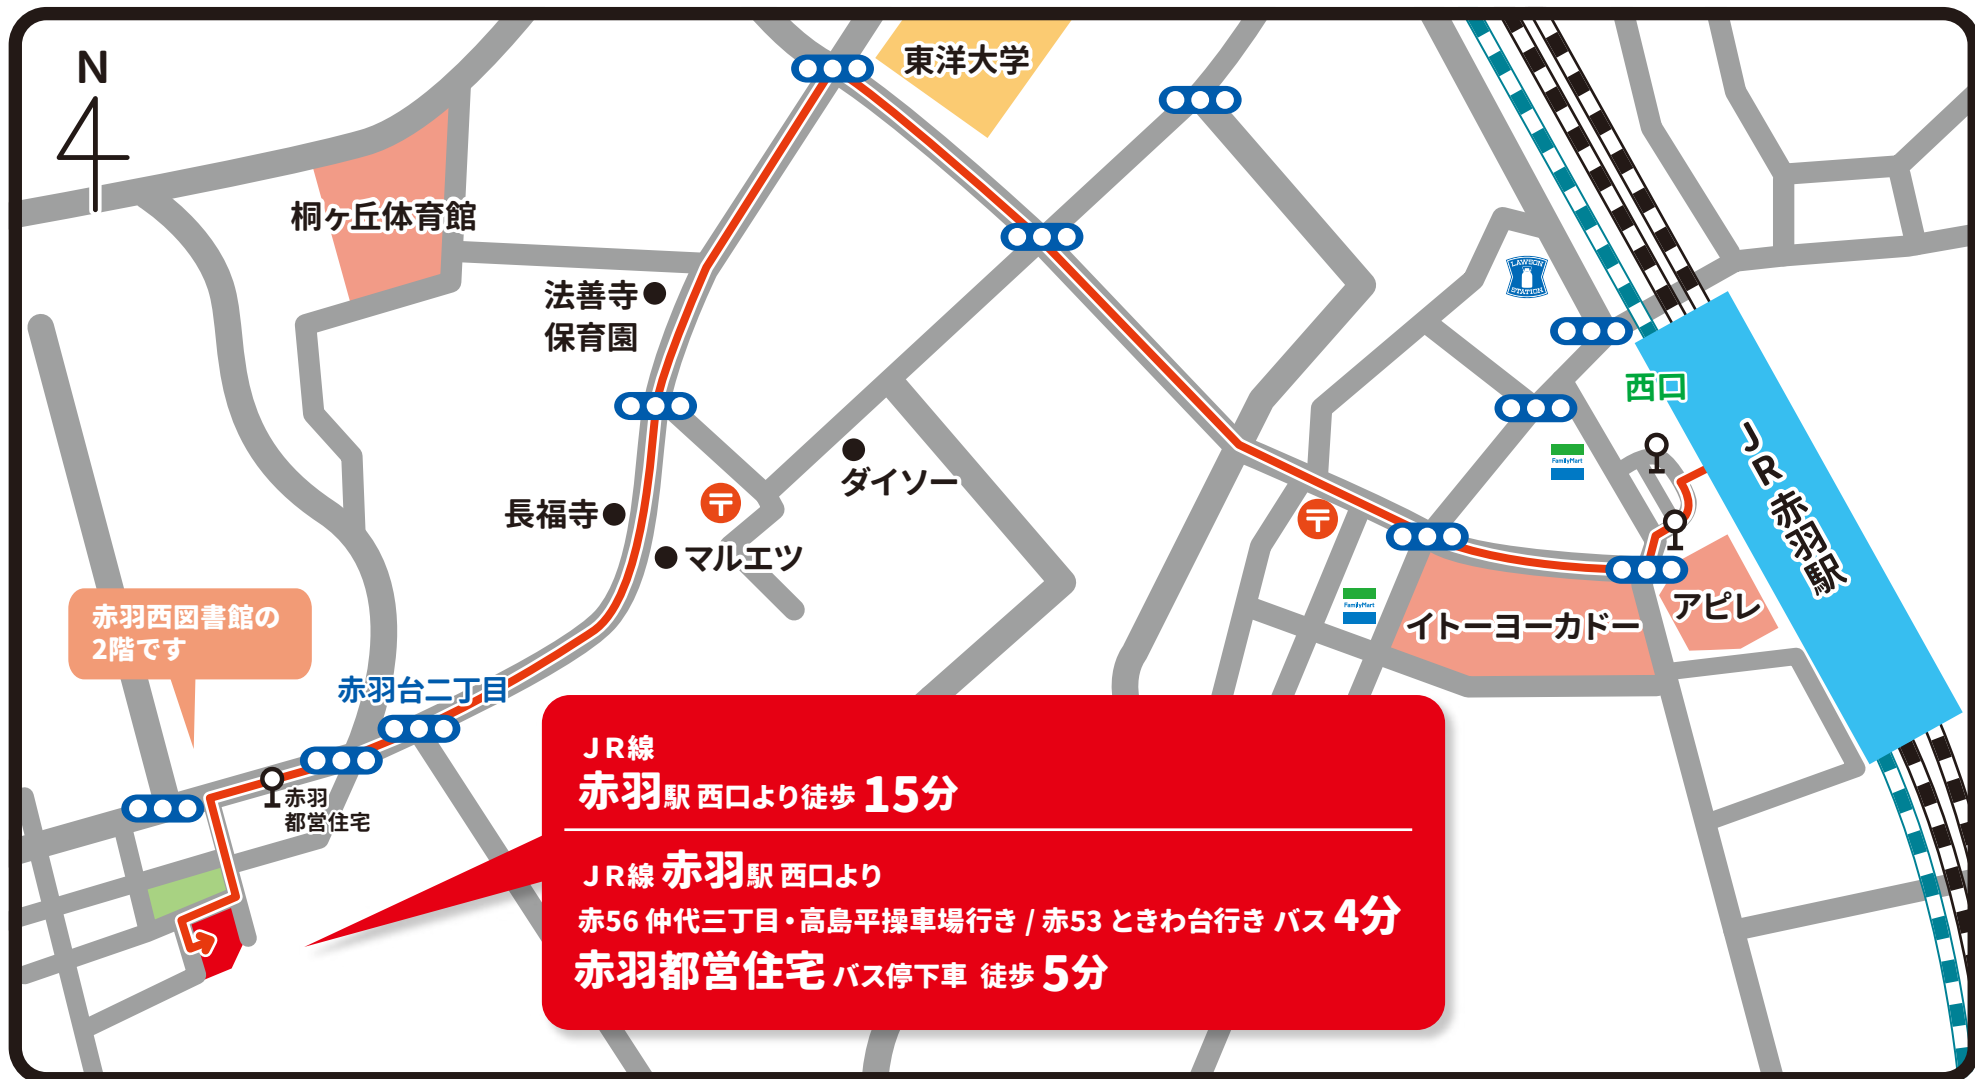 N
東洋大学
桐ヶ丘体育館
法善寺
保育園
LAWSON
STATION
西口
JR赤羽駅
FamilyMart
ダイソー
長福寺
マルエツ
〒
〒
FamilyMart
イトーヨーカドー
アピレ
赤羽西図書館の
2階です
赤羽台二丁目
赤羽
都営住宅
JR線
赤羽駅 西口より徒歩 15分
JR線 赤羽駅 西口より
赤56 仲代三丁目・高島平操車場行き / 赤53 ときわ台行き バス 4分
赤羽都営住宅 バス停下車 徒歩 5分